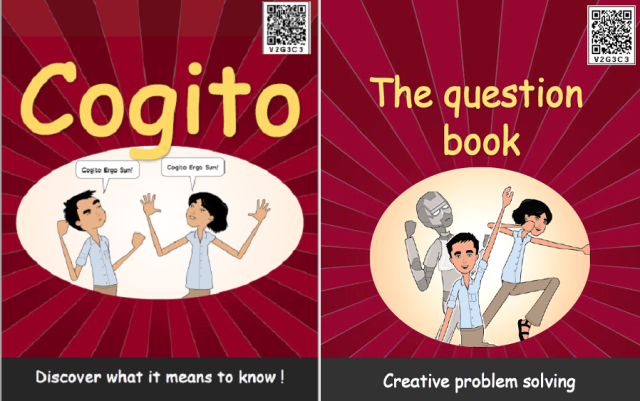 V2G3C3
Cogito
Cogito Ergo Sum!
Cogito Ergo Sum!
Discover what it means to know !
V2G3C3
The question
book
Creative problem solving